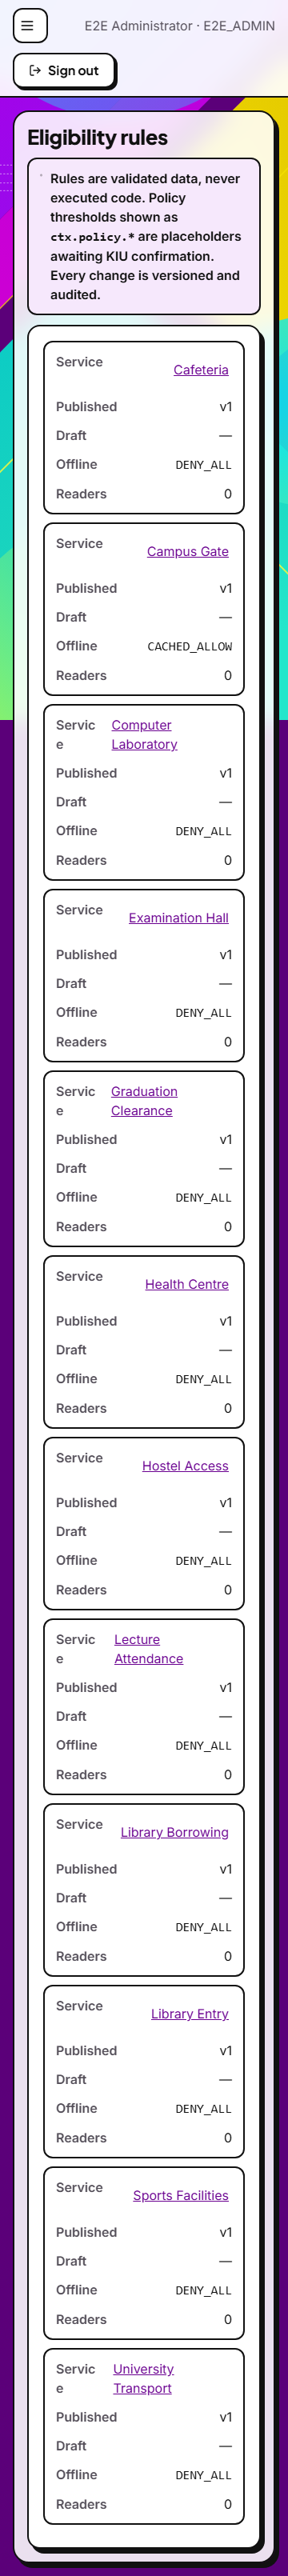 E2E Administrator · E2E_ADMIN
Sign out
Eligibility rules
Rules are validated data, never
executed code. Policy
thresholds shown as
ctx.policy.* are placeholders
awaiting KIU confirmation.
Every change is versioned and
audited.
Service Cafeteria
Published v1
Draft —
Offline DENY_ALL
Readers 0
Service Campus Gate
Published v1
Draft —
Offline CACHED_ALLOW
Readers 0
Servic Computer
e Laboratory
Published v1
Draft —
Offline DENY_ALL
Readers 0
Service Examination Hall
Published v1
Draft —
Offline DENY_ALL
Readers 0
Servic Graduation
e Clearance
Published v1
Draft —
Offline DENY_ALL
Readers 0
Service Health Centre
Published v1
Draft —
Offline DENY_ALL
Readers 0
Service Hostel Access
Published v1
Draft —
Offline DENY_ALL
Readers 0
Servic Lecture
e Attendance
Published v1
Draft —
Offline DENY_ALL
Readers 0
Service Library Borrowing
Published v1
Draft —
Offline DENY_ALL
Readers 0
Service Library Entry
Published v1
Draft —
Offline DENY_ALL
Readers 0
Service Sports Facilities
Published v1
Draft —
Offline DENY_ALL
Readers 0
Servic University
e Transport
Published v1
Draft —
Offline DENY_ALL
Readers 0